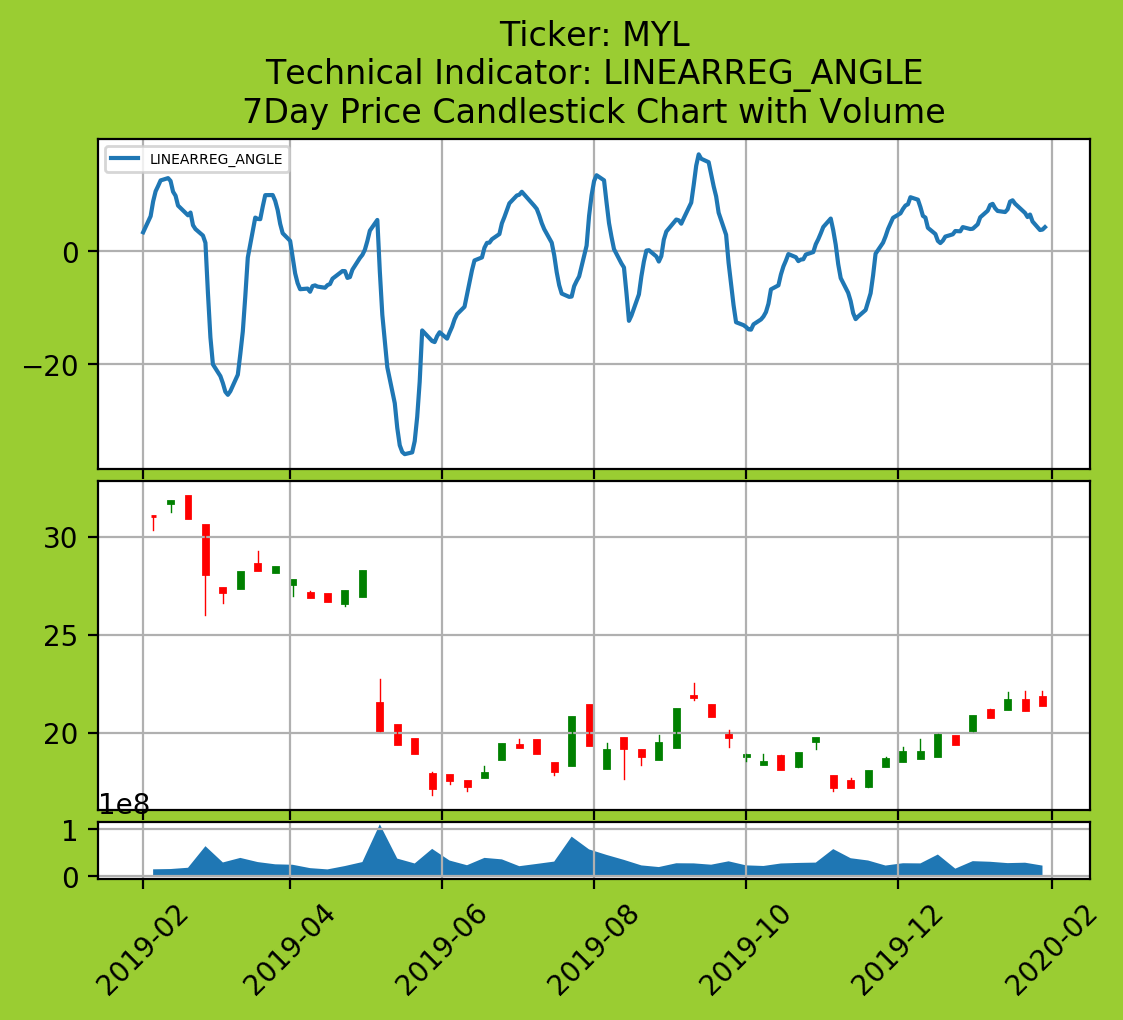 Ticker: MYL
Technical Indicator: LINEARREG_ANGLE
7Day Price Candlestick Chart with Volume
LINEARREG_ANGLE
0
−20
30
25
20
1e8
1
0
2019-02
2019-04
2019-06
2019-08
2019-10
2019-12
2020-02